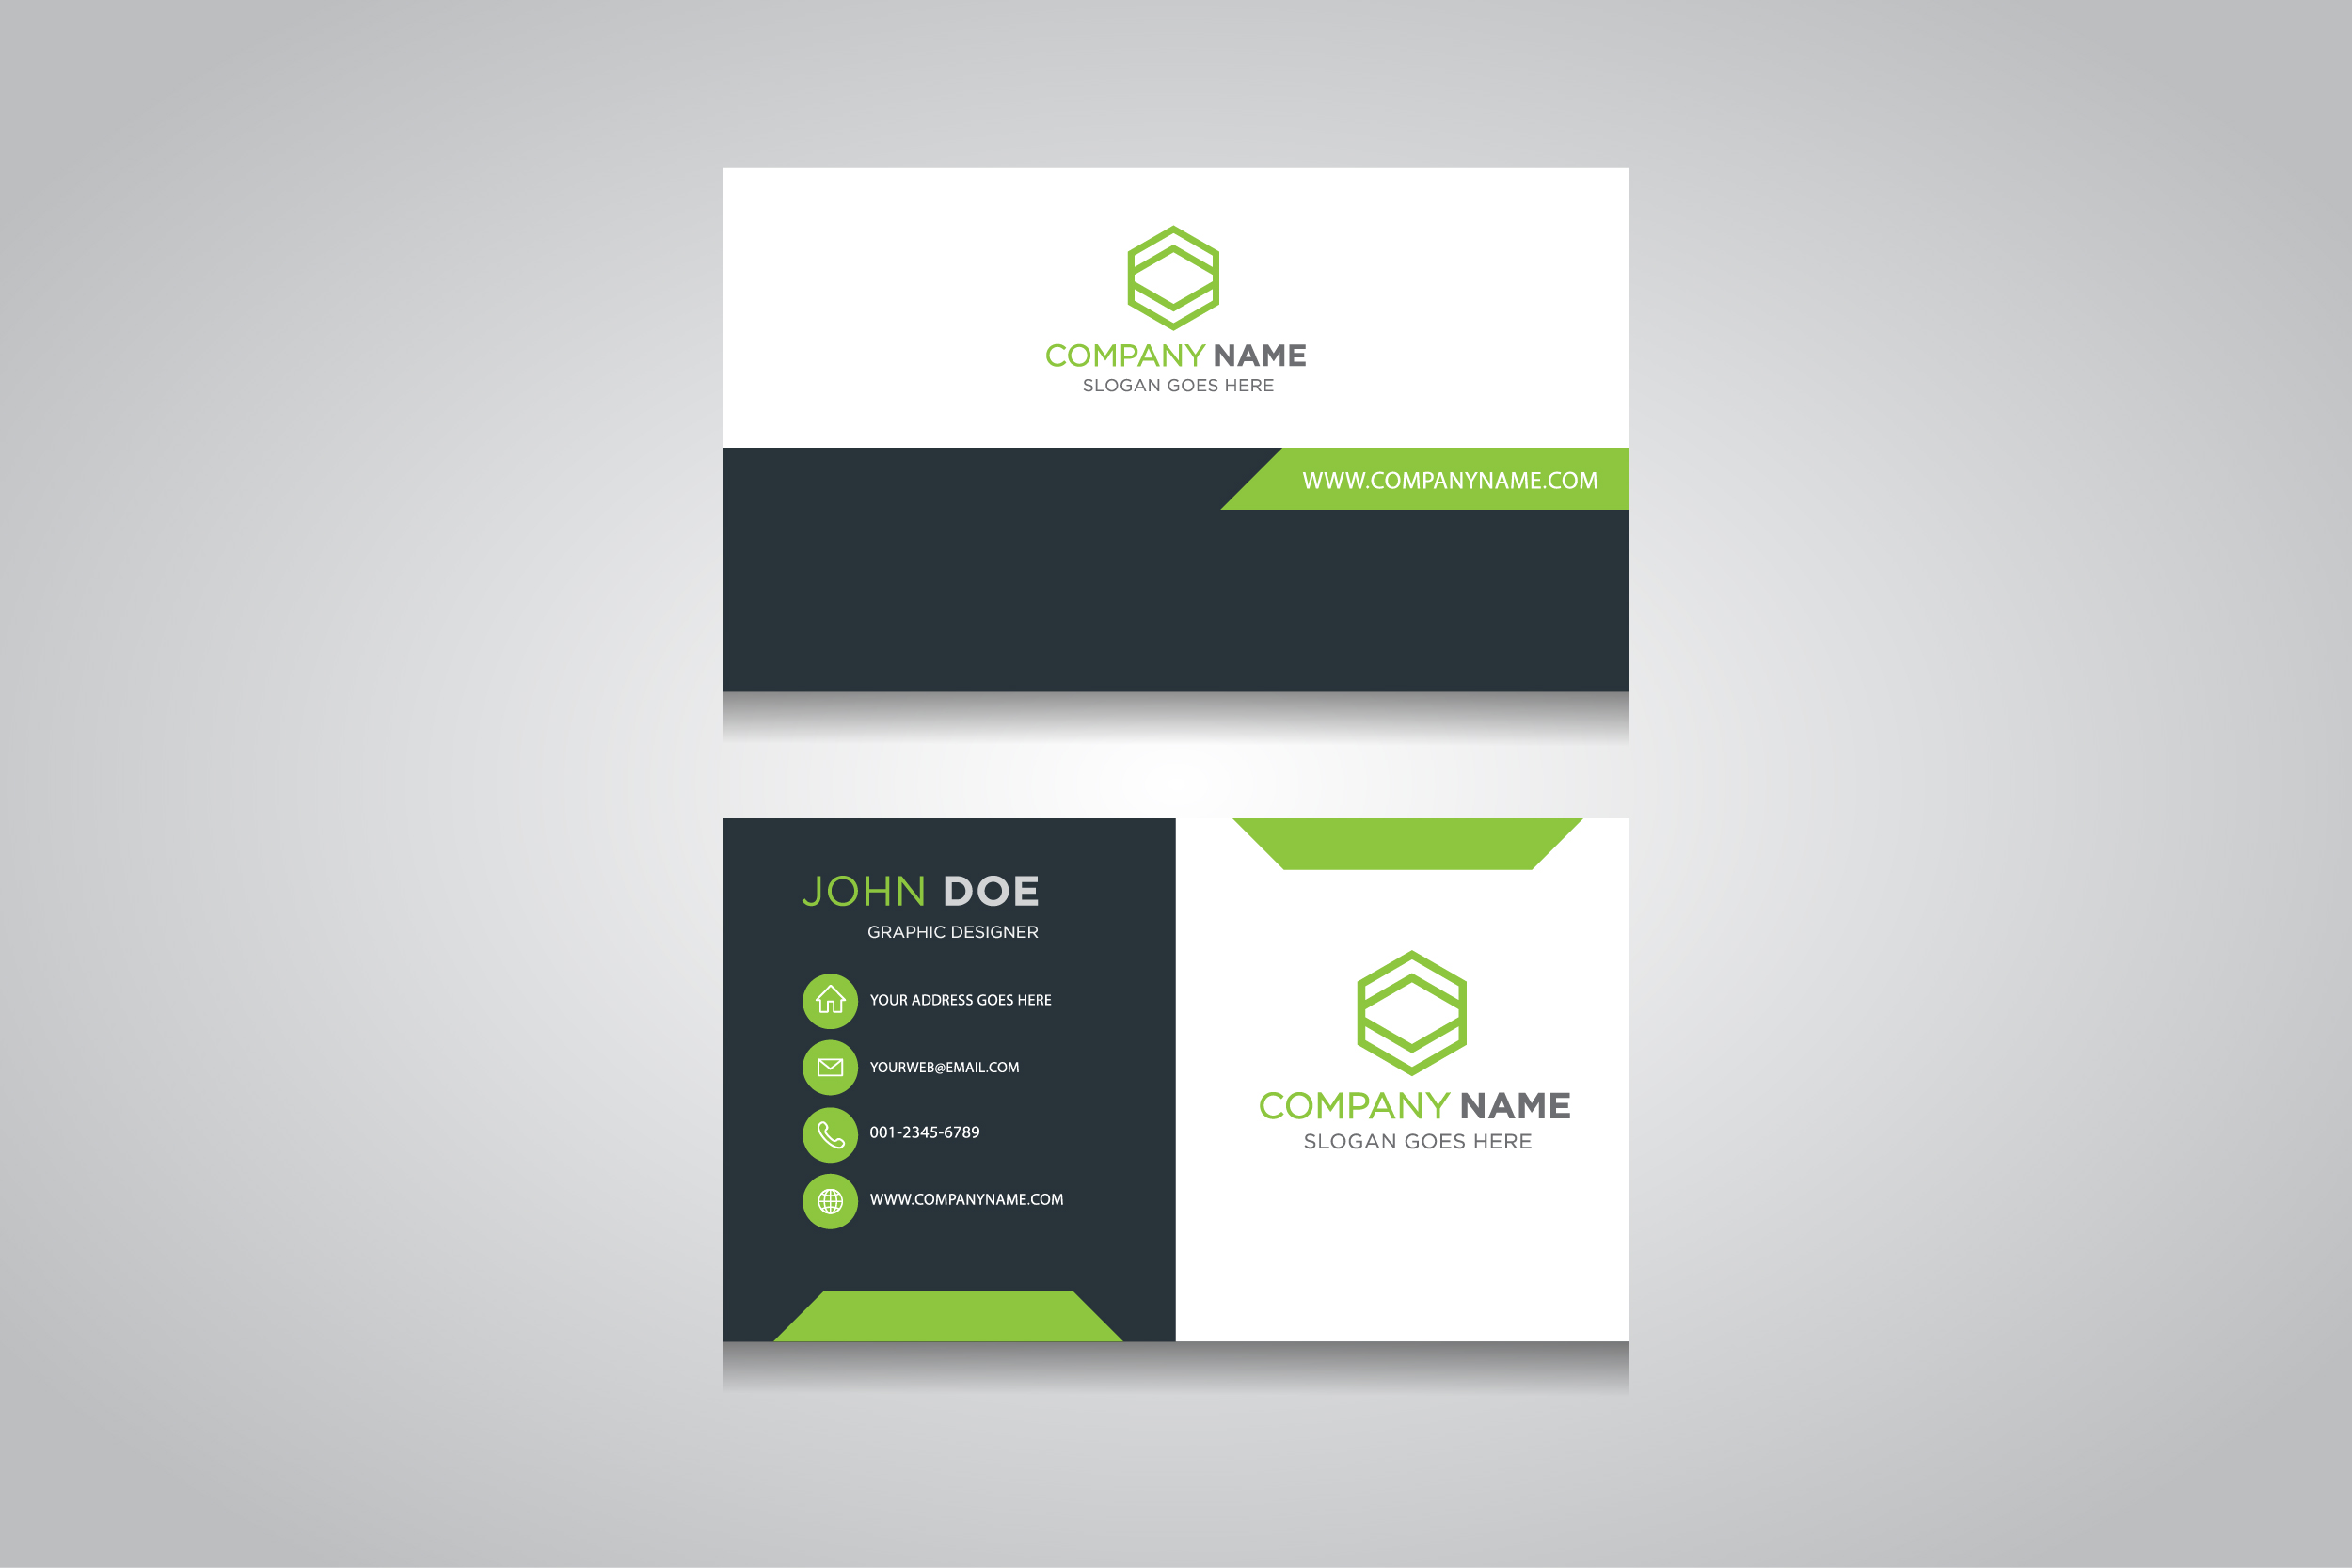 COMPANY NAME
SLOGAN GOES HERE
WWW.COMPANYNAME.COM
JOHN DOE
GRAPHIC DESIGNER
YOUR ADDRESS GOES HERE
YOURWEB@EMAIL.COM
001-2345-6789
WWW.COMPANYNAME.COM
COMPANY NAME
SLOGAN GOES HERE